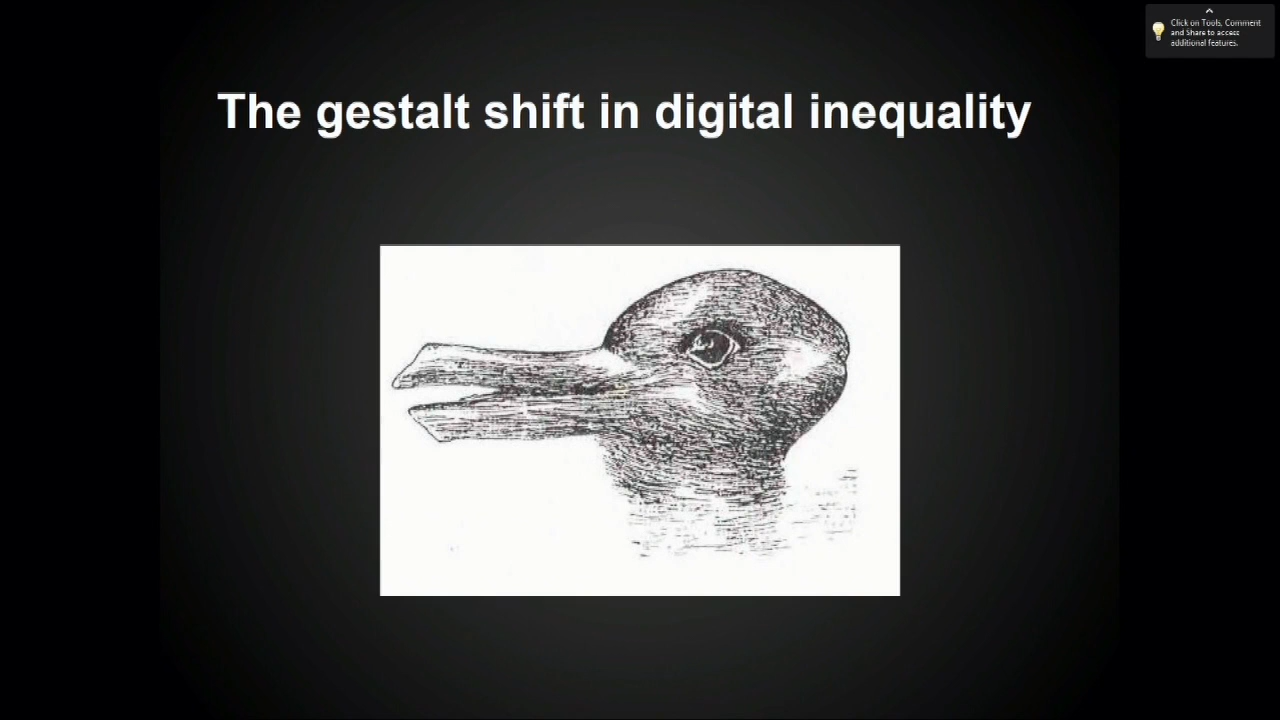 The gestalt shift in digital inequality
Click on Tools, Comment
and Share to access
additional features.